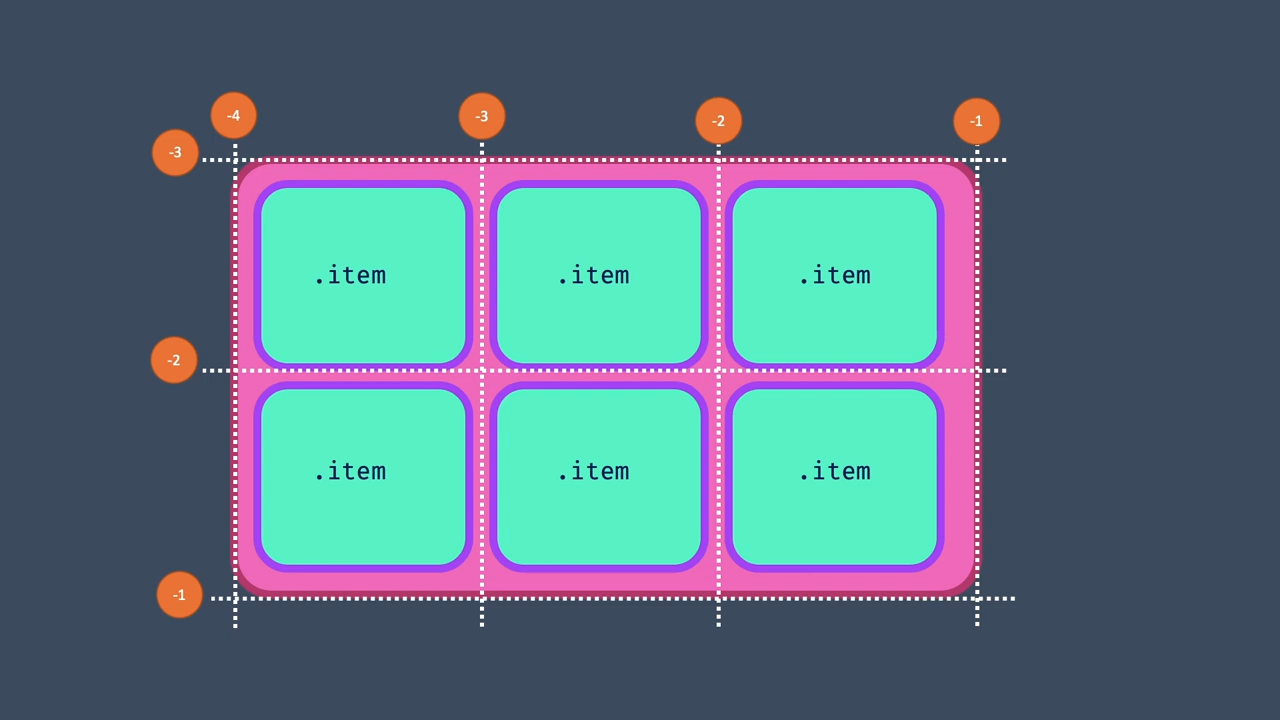 -4 -3 -2 -1
-3
.item .item .item
-2
.item .item .item
-1